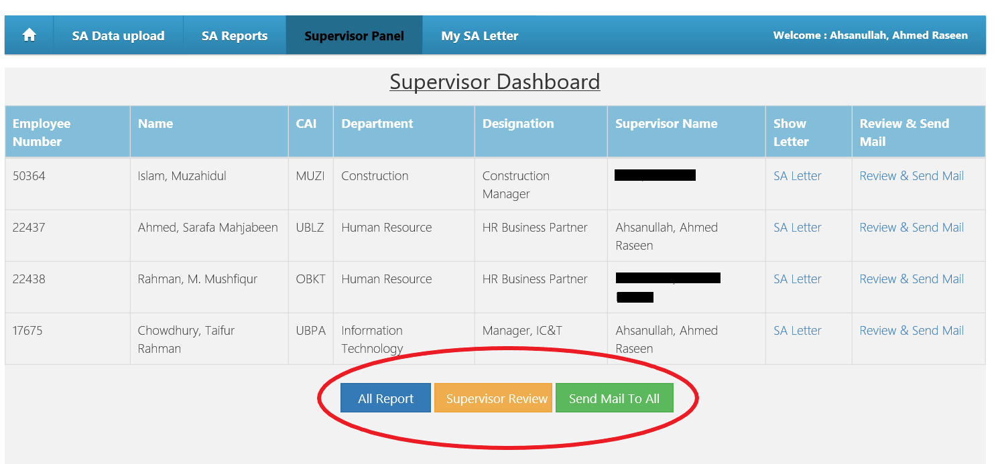 SA Data upload SA Reports Supervisor Panel My SA Letter Welcome : Ahsanullah, Ahmed Raseen
Supervisor Dashboard
Employee Number Name CAI Department Designation Supervisor Name Show Letter Review & Send Mail
50364 Islam, Muzahidul MUZI Construction Construction Manager SA Letter Review & Send Mail
22437 Ahmed, Sarafa Mahjabeen UBLZ Human Resource HR Business Partner Ahsanullah, Ahmed Raseen SA Letter Review & Send Mail
22438 Rahman, M. Mushfiqur OBKT Human Resource HR Business Partner SA Letter Review & Send Mail
17675 Chowdhury, Taifur Rahman UBPA Information Technology Manager, IC&T Ahsanullah, Ahmed Raseen SA Letter Review & Send Mail
All Report Supervisor Review Send Mail To All